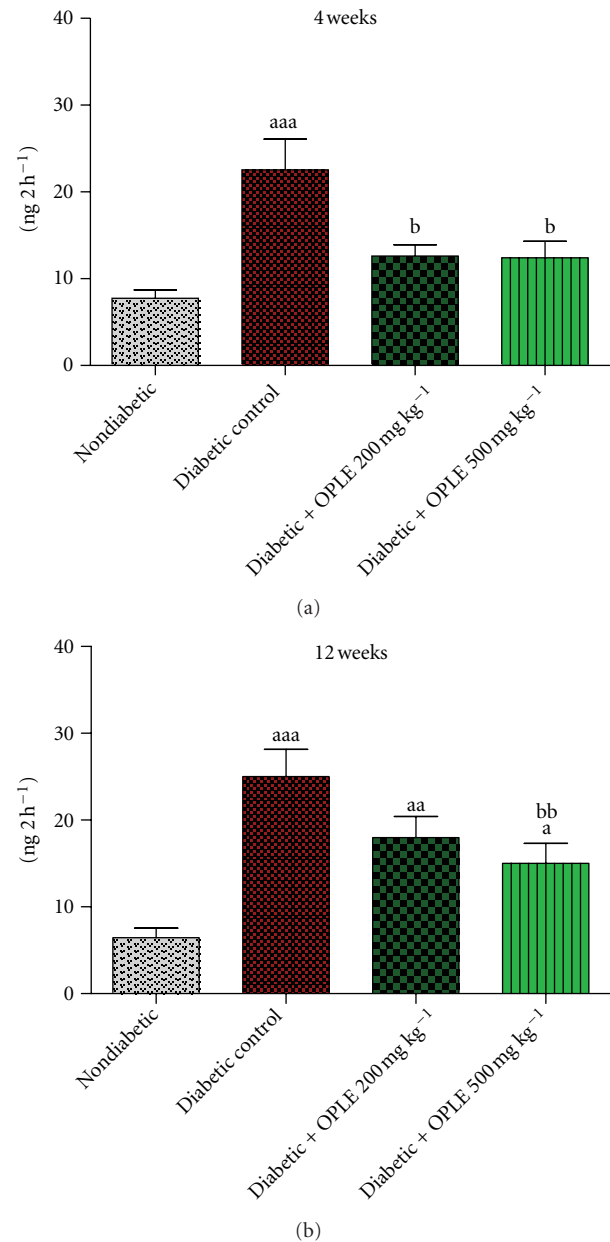 4 weeks
40
30
20
10
0
(ng 2 h⁻¹)
aaa
b
b
Nondiabetic
Diabetic control
Diabetic + OPLE 200 mg kg⁻¹
Diabetic + OPLE 500 mg kg⁻¹
(a)
12 weeks
40
30
20
10
0
(ng 2 h⁻¹)
aaa
aa
bb
a
Nondiabetic
Diabetic control
Diabetic + OPLE 200 mg kg⁻¹
Diabetic + OPLE 500 mg kg⁻¹
(b)